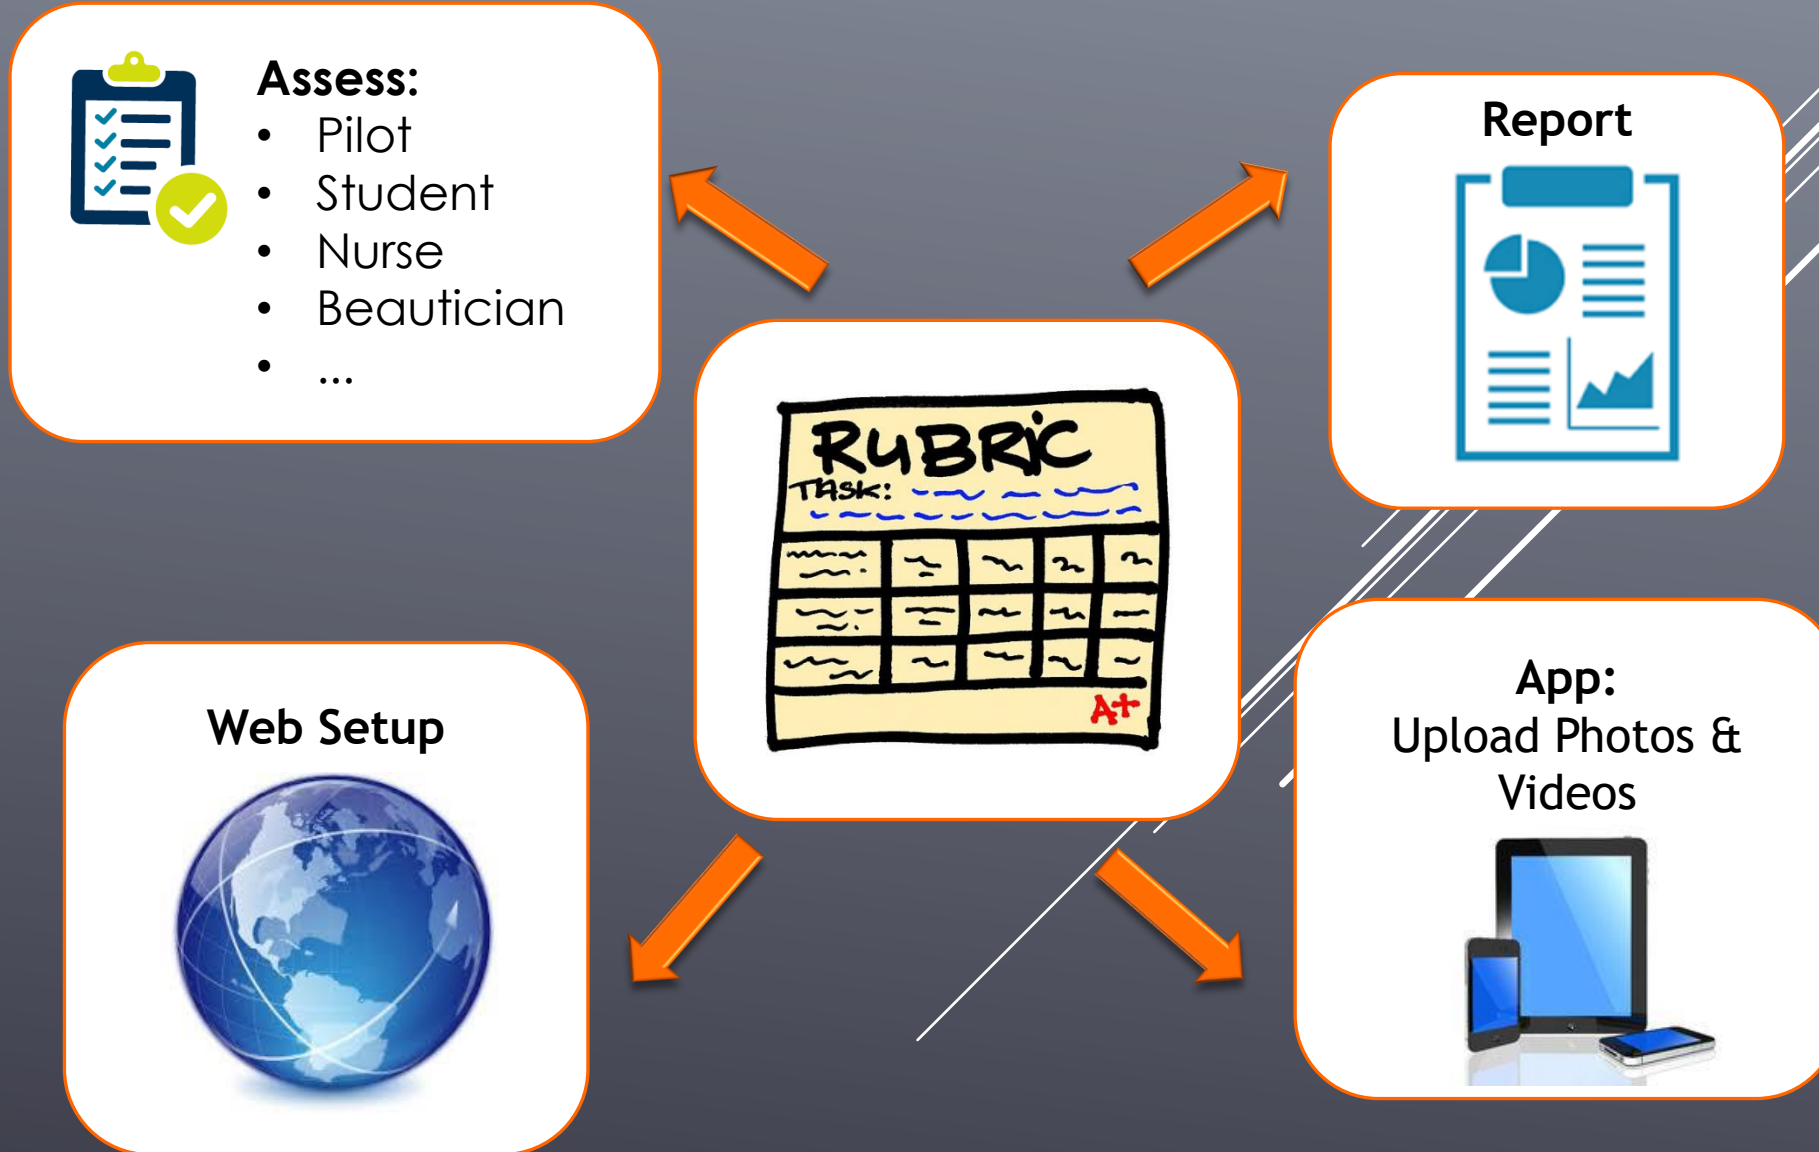 Assess:
• Pilot
• Student
• Nurse
• Beautician
• ...
Report
RUBRIC
TASK:
A+
Web Setup
App:
Upload Photos &
Videos